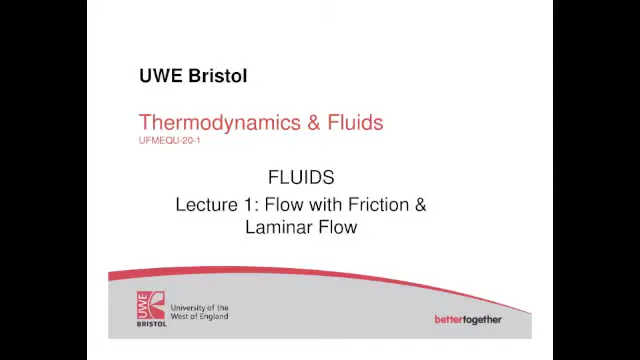 UWE Bristol
Thermodynamics & Fluids
UFMEQU-20-1
FLUIDS
Lecture 1: Flow with Friction &
Laminar Flow
UWE
BRISTOL
University of the
West of England
bettertogether